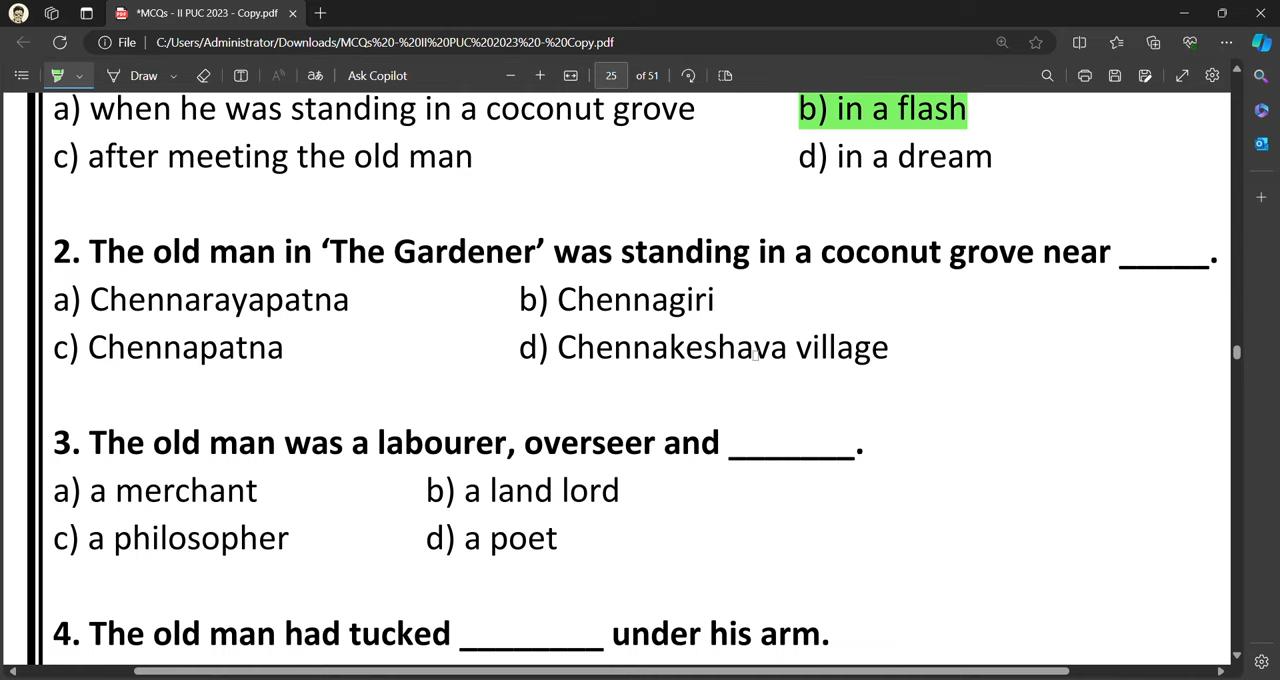 *MCQs - II PUC 2023 - Copy.pdf
File C:/Users/Administrator/Downloads/MCQs%20-%20II%20PUC%202023%20-%20Copy.pdf
Draw Ask Copilot 25 of 51
a) when he was standing in a coconut grove b) in a flash
c) after meeting the old man d) in a dream
2. The old man in ‘The Gardener’ was standing in a coconut grove near _____.
a) Chennarayapatna b) Chennagiri
c) Chennapatna d) Chennakeshava village
3. The old man was a labourer, overseer and _______.
a) a merchant b) a land lord
c) a philosopher d) a poet
4. The old man had tucked ________ under his arm.